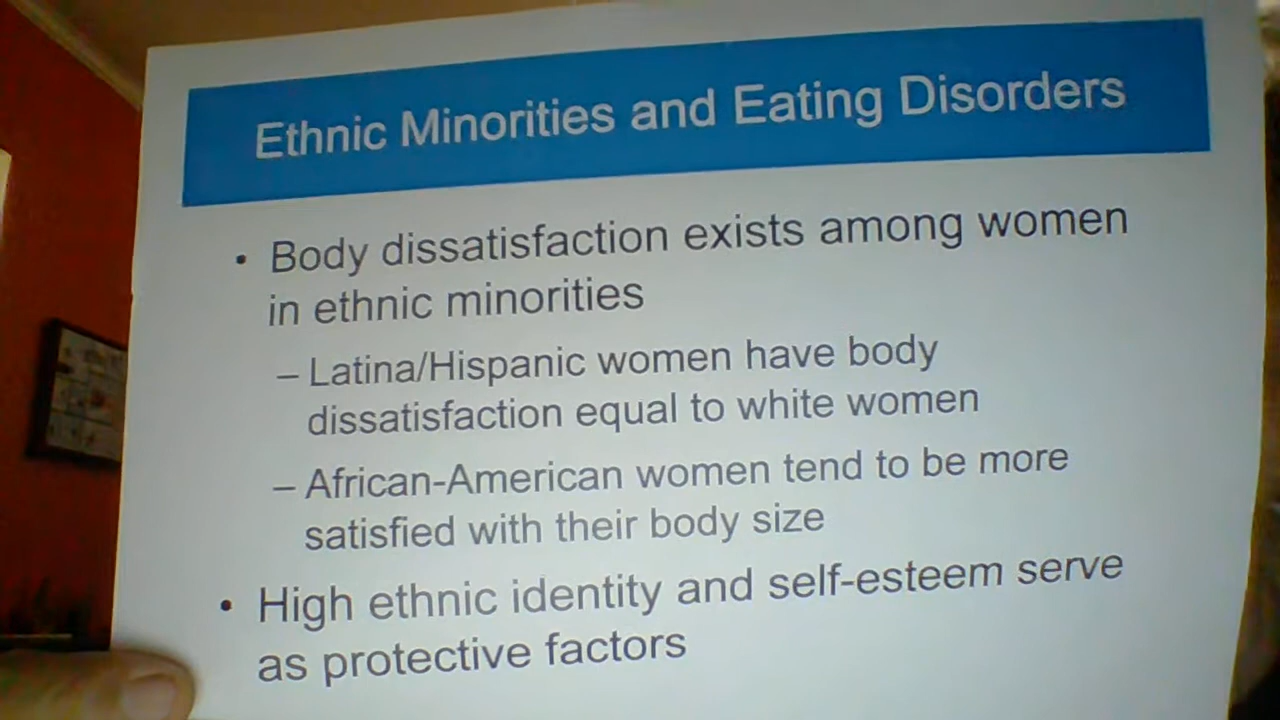 Ethnic Minorities and Eating Disorders
• Body dissatisfaction exists among women
in ethnic minorities
– Latina/Hispanic women have body
dissatisfaction equal to white women
– African-American women tend to be more
satisfied with their body size
• High ethnic identity and self-esteem serve
as protective factors